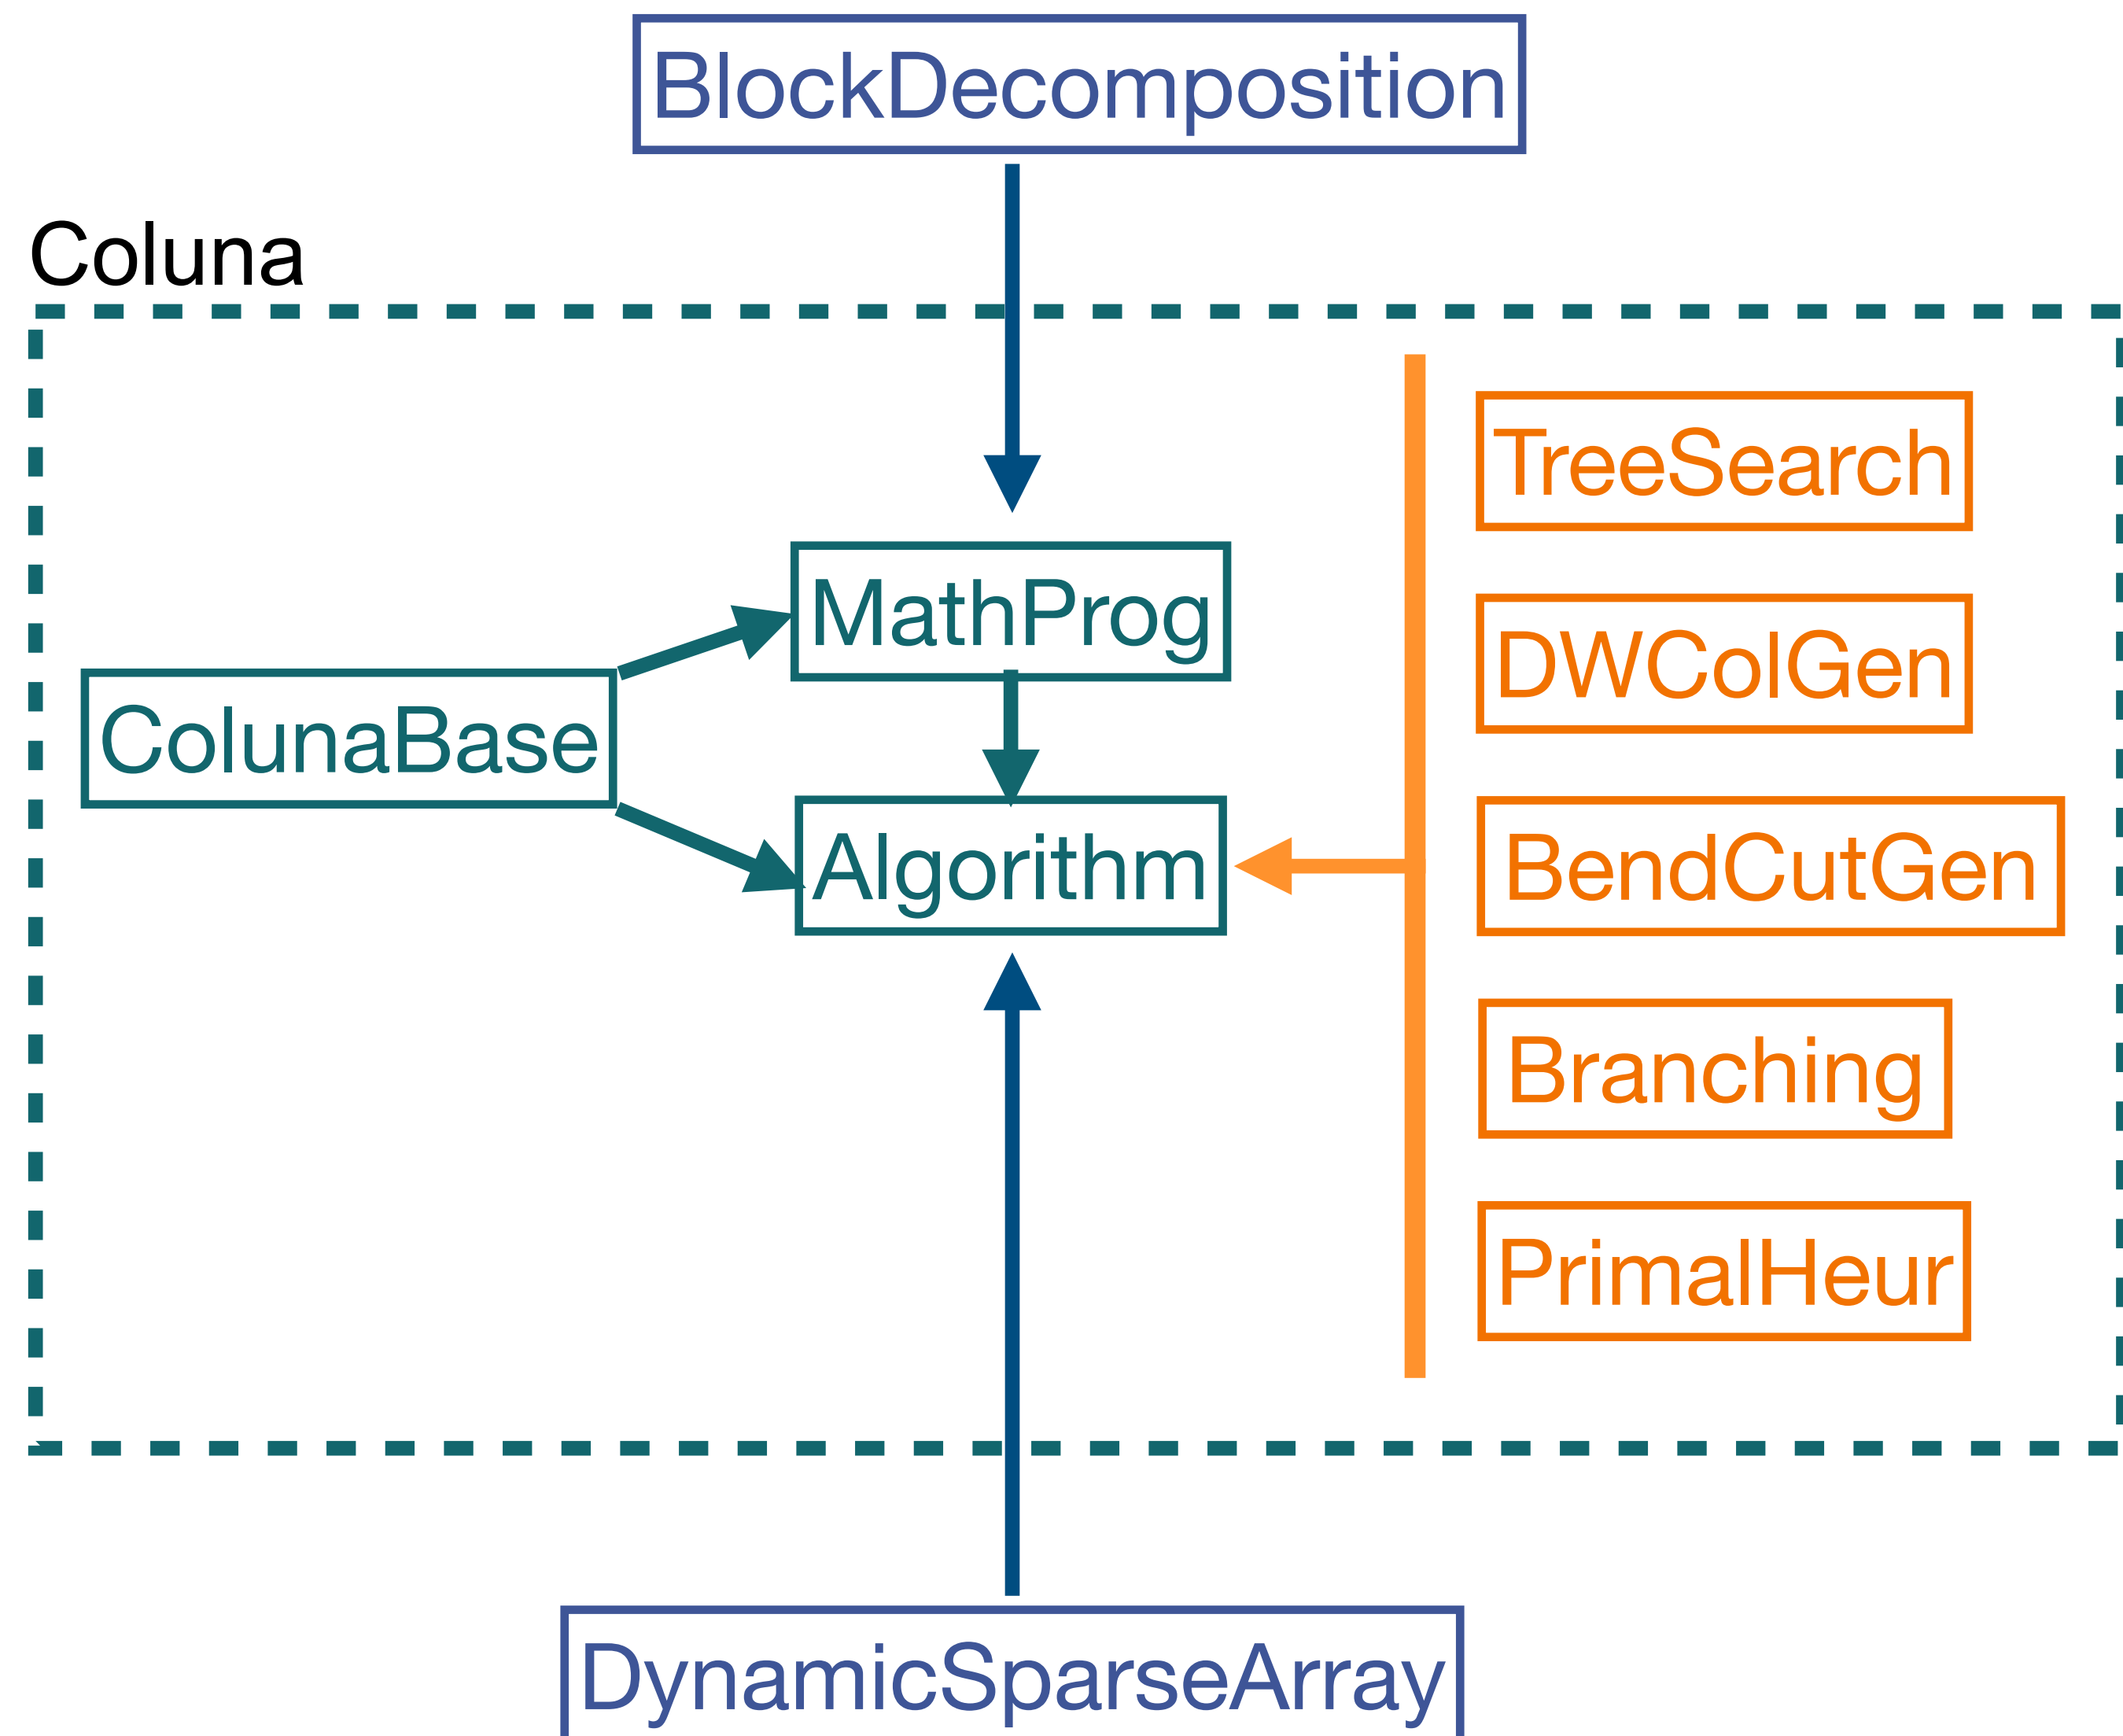 BlockDecomposition
Coluna
TreeSearch
MathProg
DWColGen
ColunaBase
Algorithm
BendCutGen
Branching
PrimalHeur
DynamicSparseArray